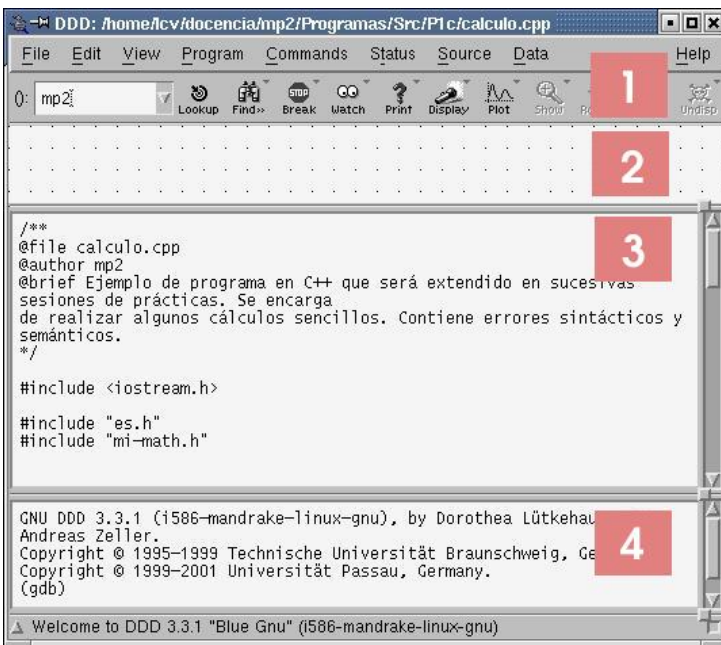 DDD: /home/lcv/docencia/mp2/Programas/Src/P1c/calculo.cpp
File Edit View Program Commands Status Source Data Help
1
(): mp2 Lookup Find» Break Watch Print Display Plot Show Undisp
2
3
/**
@file calculo.cpp
@author mp2
@brief Ejemplo de programa en C++ que será extendido en sucesivas
sesiones de prácticas. Se encarga
de realizar algunos cálculos sencillos. Contiene errores sintácticos y
semánticos.
*/
#include <iostream.h>
#include "es.h"
#include "mi-math.h"
4
GNU DDD 3.3.1 (i586-mandrake-linux-gnu), by Dorothea
Andreas Zeller.
Copyright © 1995-1999 Technische Universität Braunschweig,
Copyright © 1999-2001 Universität Passau, Germany.
(gdb)
Welcome to DDD 3.3.1 "Blue Gnu" (i586-mandrake-linux-gnu)